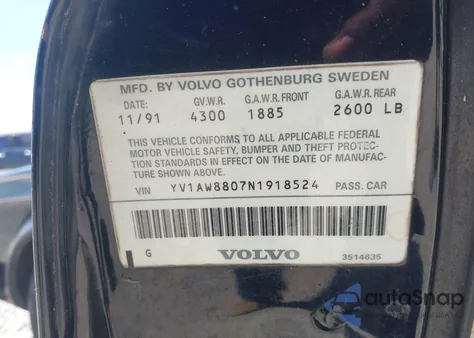 MFD. BY VOLVO GOTHENBURG SWEDEN
DATE: G.V.W.R. G.A.W.R. FRONT G.A.W.R. REAR
11/91 4300 1885 2600 LB
THIS VEHICLE CONFORMS TO ALL APPLICABLE FEDERAL
MOTOR VEHICLE SAFETY, BUMPER AND THEFT PROTEC-
TION STANDARDS IN EFFECT ON THE DATE OF MANUFAC-
TURE SHOWN ABOVE.
VIN YV1AW8807N1918524 PASS. CAR
G VOLVO 3514635
autoSnap